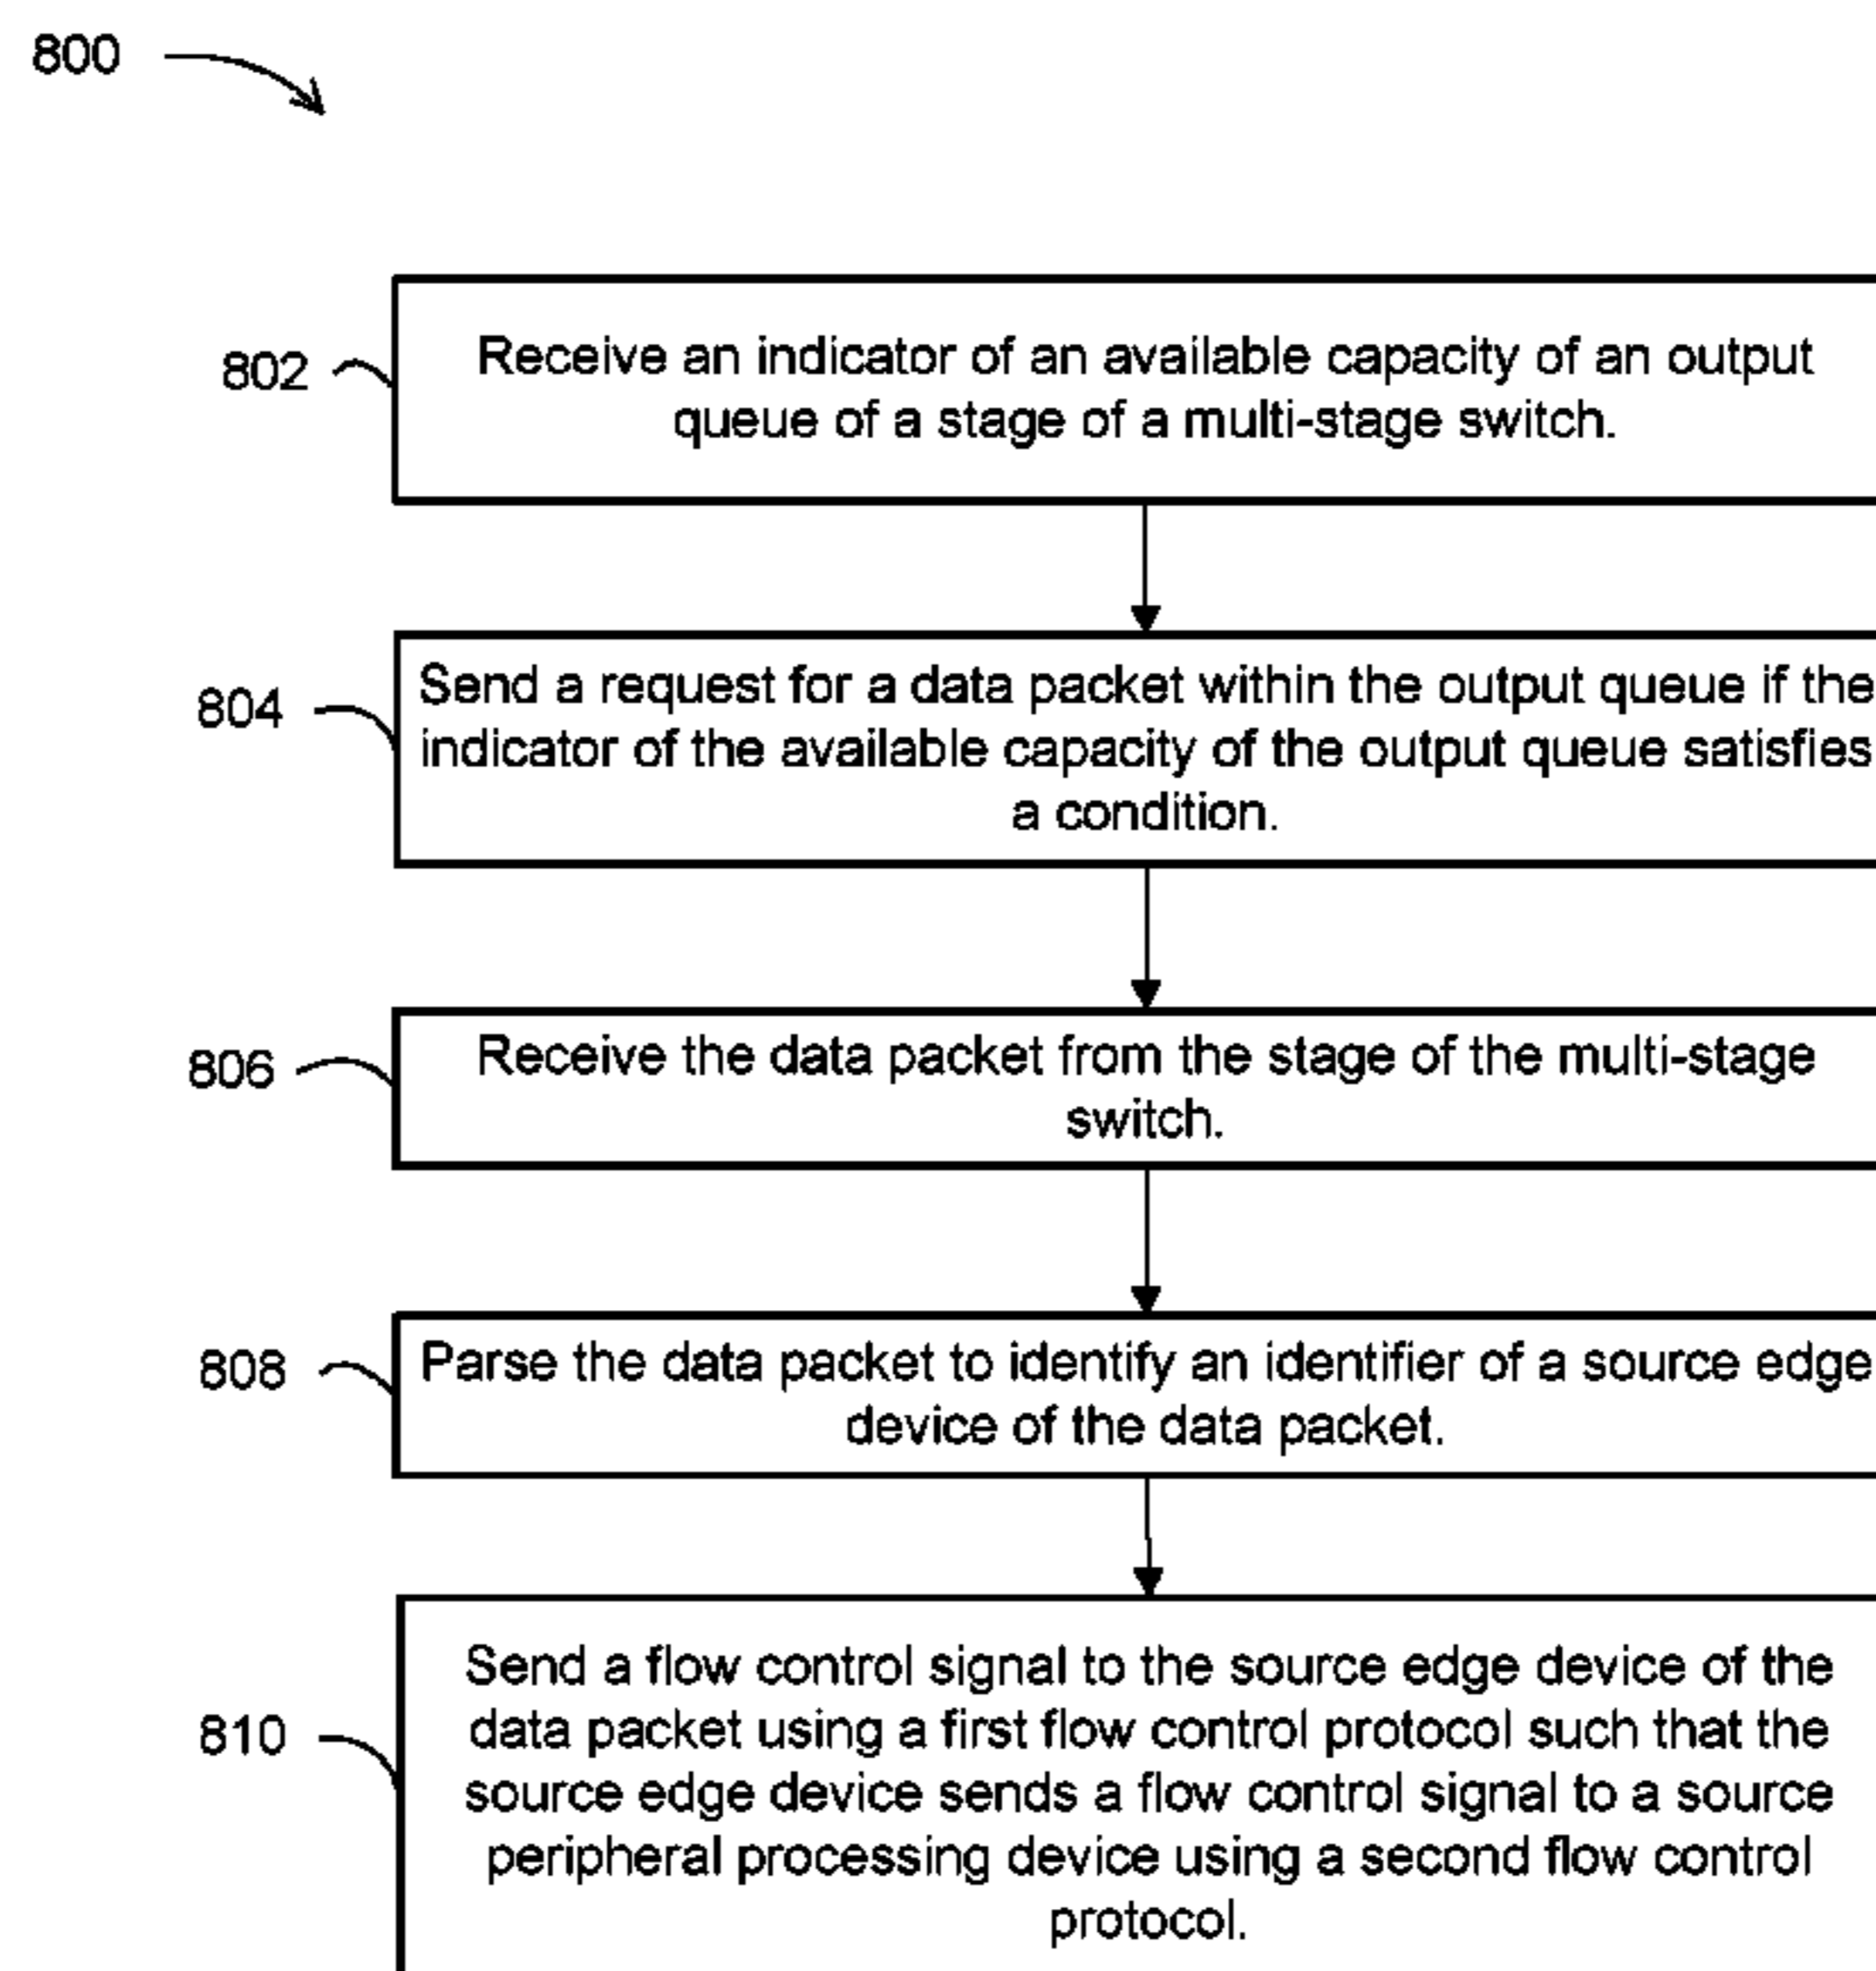 800
802
Receive an indicator of an available capacity of an output
queue of a stage of a multi-stage switch.
804
Send a request for a data packet within the output queue if the
indicator of the available capacity of the output queue satisfies
a condition.
806
Receive the data packet from the stage of the multi-stage
switch.
808
Parse the data packet to identify an identifier of a source edge
device of the data packet.
810
Send a flow control signal to the source edge device of the
data packet using a first flow control protocol such that the
source edge device sends a flow control signal to a source
peripheral processing device using a second flow control
protocol.